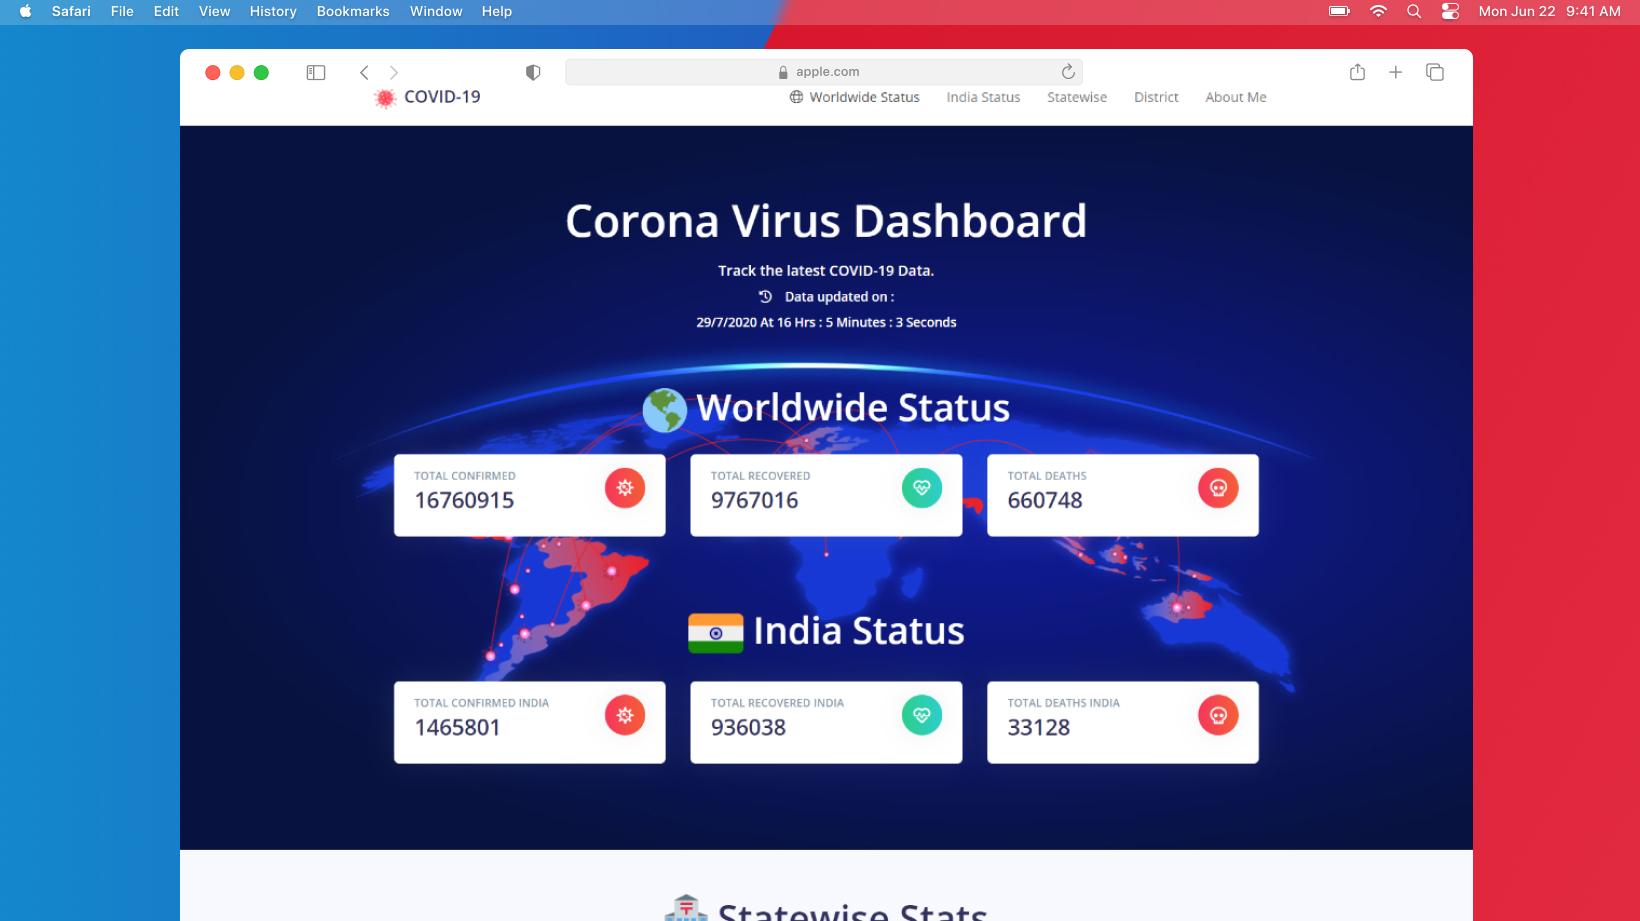 Safari File Edit View History Bookmarks Window Help Mon Jun 22 9:41 AM
apple.com
COVID-19 Worldwide Status India Status Statewise District About Me
Corona Virus Dashboard
Track the latest COVID-19 Data.
Data updated on :
29/7/2020 At 16 Hrs : 5 Minutes : 3 Seconds
Worldwide Status
TOTAL CONFIRMED
16760915
TOTAL RECOVERED
9767016
TOTAL DEATHS
660748
India Status
TOTAL CONFIRMED INDIA
1465801
TOTAL RECOVERED INDIA
936038
TOTAL DEATHS INDIA
33128
Statewise Stats